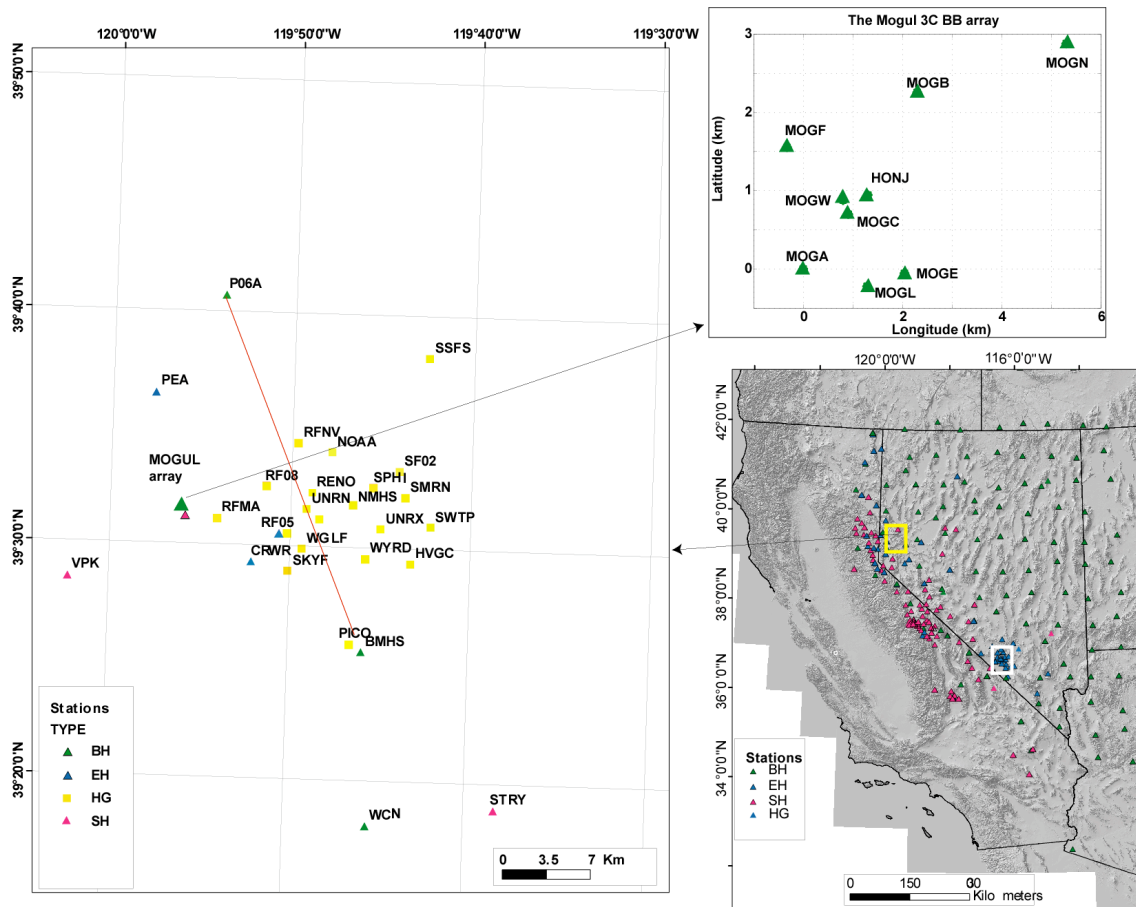 120°0'0"W
119°50'0"W
119°40'0"W
119°30'0"W
39°50'0"N
39°40'0"N
39°30'0"N
39°20'0"N
P06A
SSFS
PEA
RFNV
NOAA
MOGUL
array
SF02
RF08
RENO
SPHI
UNRN
NMHS
SMRN
RFMA
RF05
UNRX
SWTP
WGLF
CRWR
WYRD
HVGC
SKYF
VPK
PICO
BMHS
WCN
STRY
Stations
TYPE
BH
EH
HG
SH
0 3.5 7 Km
The Mogul 3C BB array
3
2
1
0
Latitude (km)
MOGN
MOGB
MOGF
HONJ
MOGW
MOGC
MOGA
MOGE
MOGL
0 2 4 6
Longitude (km)
120°0'0"W
116°0'0"W
42°0'0"N
40°0'0"N
38°0'0"N
36°0'0"N
34°0'0"N
Stations
BH
EH
SH
HG
0 150 30
Kilo meters